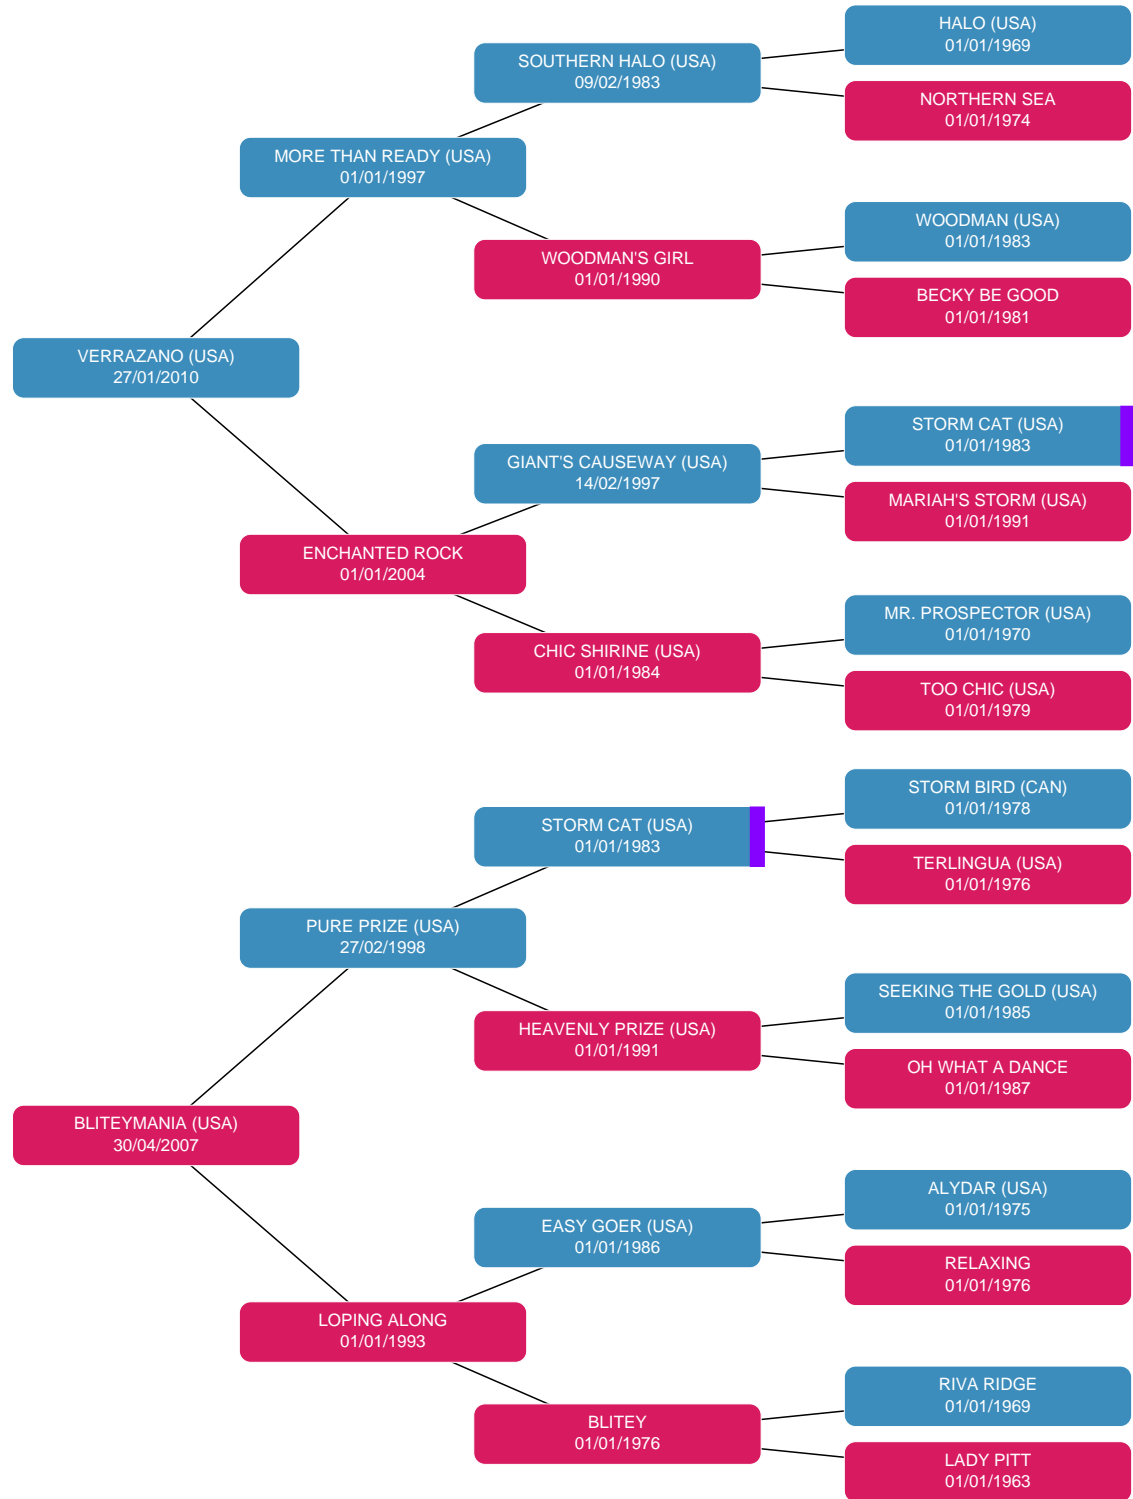 HALO (USA)
01/01/1969
SOUTHERN HALO (USA)
09/02/1983
NORTHERN SEA
01/01/1974
MORE THAN READY (USA)
01/01/1997
WOODMAN (USA)
01/01/1983
WOODMAN'S GIRL
01/01/1990
BECKY BE GOOD
01/01/1981
VERRAZANO (USA)
27/01/2010
STORM CAT (USA)
01/01/1983
GIANT'S CAUSEWAY (USA)
14/02/1997
MARIAH'S STORM (USA)
01/01/1991
ENCHANTED ROCK
01/01/2004
MR. PROSPECTOR (USA)
01/01/1970
CHIC SHIRINE (USA)
01/01/1984
TOO CHIC (USA)
01/01/1979
STORM BIRD (CAN)
01/01/1978
STORM CAT (USA)
01/01/1983
TERLINGUA (USA)
01/01/1976
PURE PRIZE (USA)
27/02/1998
SEEKING THE GOLD (USA)
01/01/1985
HEAVENLY PRIZE (USA)
01/01/1991
OH WHAT A DANCE
01/01/1987
BLITEYMANIA (USA)
30/04/2007
ALYDAR (USA)
01/01/1975
EASY GOER (USA)
01/01/1986
RELAXING
01/01/1976
LOPING ALONG
01/01/1993
RIVA RIDGE
01/01/1969
BLITEY
01/01/1976
LADY PITT
01/01/1963